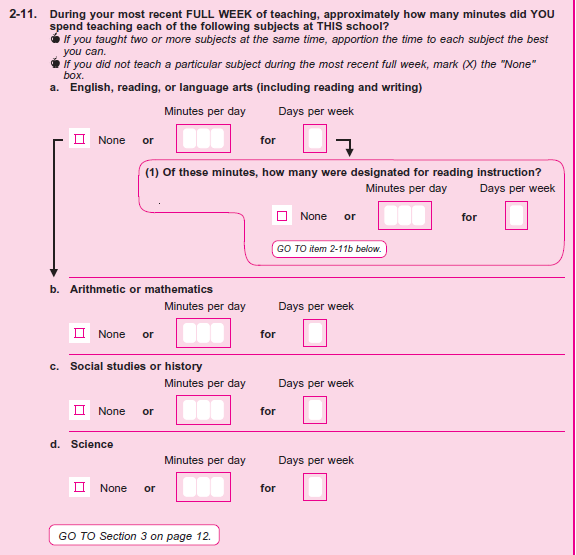 2-11. During your most recent FULL WEEK of teaching, approximately how many minutes did YOU
spend teaching each of the following subjects at THIS school?
If you taught two or more subjects at the same time, apportion the time to each subject the best
you can.
If you did not teach a particular subject during the most recent full week, mark (X) the "None"
box.
a. English, reading, or language arts (including reading and writing)
Minutes per day Days per week
None or for
(1) Of these minutes, how many were designated for reading instruction?
Minutes per day Days per week
None or for
GO TO item 2-11b below.
b. Arithmetic or mathematics
Minutes per day Days per week
None or for
c. Social studies or history
Minutes per day Days per week
None or for
d. Science
Minutes per day Days per week
None or for
GO TO Section 3 on page 12.